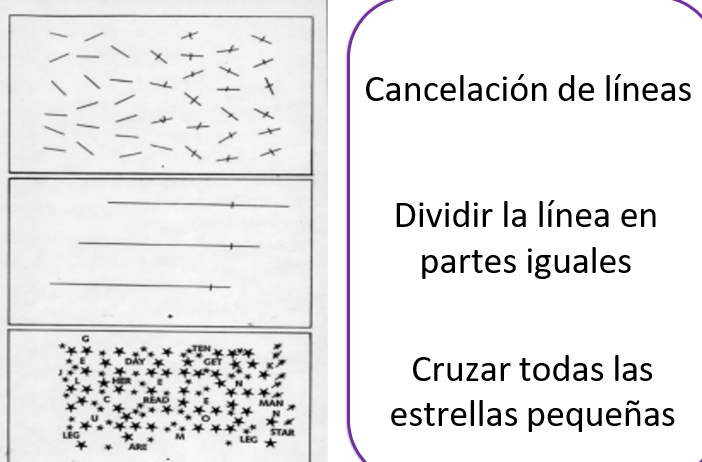 Cancelación de líneas
Dividir la línea en
partes iguales
G
TEN
E
DAY
GET
K
J
L
HER
E
N
C
READ
E
MAN
U
O
N
LEG
M
LEG
STAR
ARE
Cruzar todas las
estrellas pequeñas